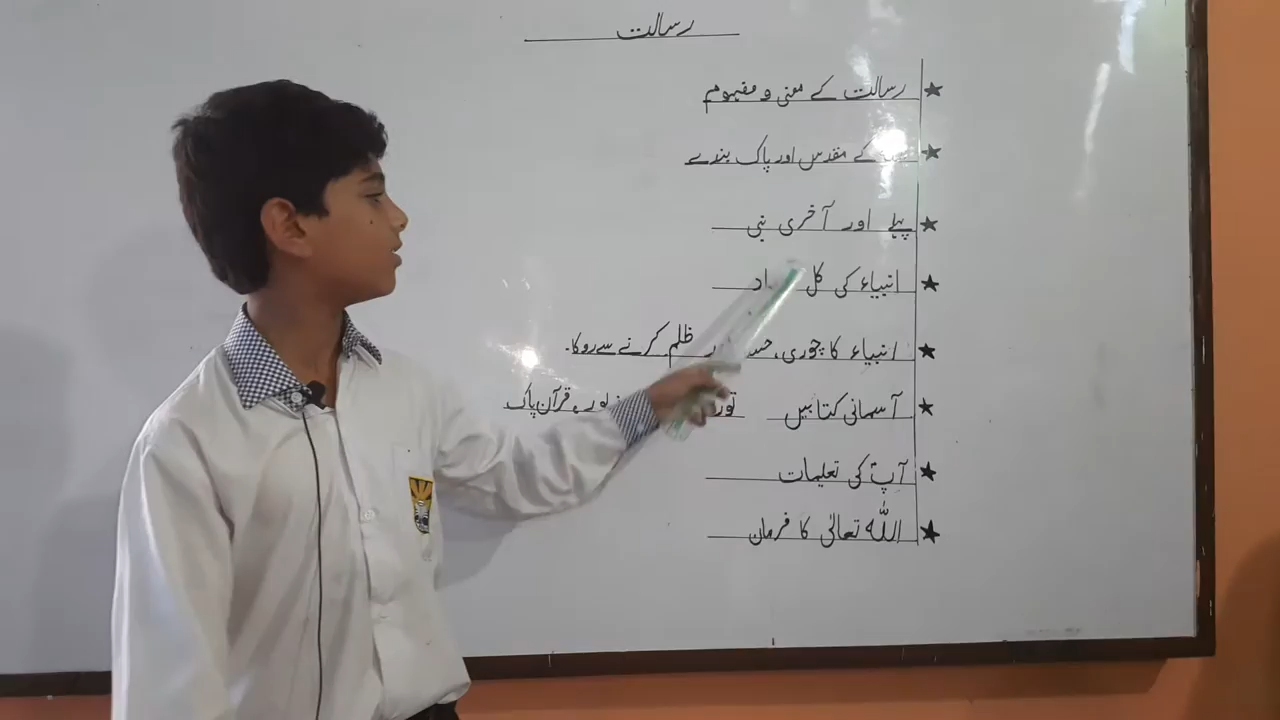 رسالت
رسالت کے معنی و مفہوم
کے مقدس اور پاک بندے
پہلے اور آخری نبی
انبیاء کی کل
انبیاء کا چوری، ظلم کرنے سے روکا۔
آسمانی کتابیں زبور، قرآن پاک
آپؐ کی تعلیمات
اللہ تعالیٰ کا فرمان